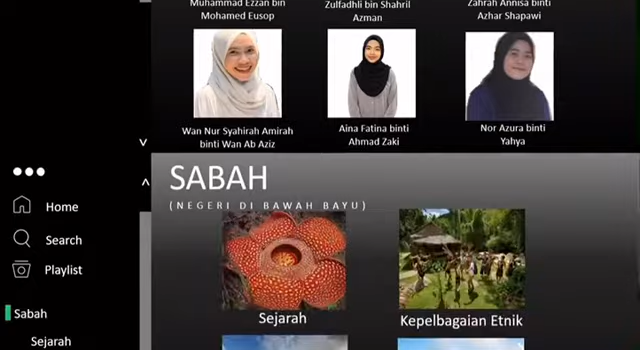 Muhammad Ezzan bin
Mohamed Eusop
Zulfadhli bin Shahril
Azman
Zahrah Annisa binti
Azhar Shapawi
Wan Nur Syahirah Amirah
binti Wan Ab Aziz
Aina Fatina binti
Ahmad Zaki
Nor Azura binti
Yahya
SABAH
(NEGERI DI BAWAH BAYU)
Home
Search
Playlist
Sabah
Sejarah
Sejarah
Kepelbagaian Etnik